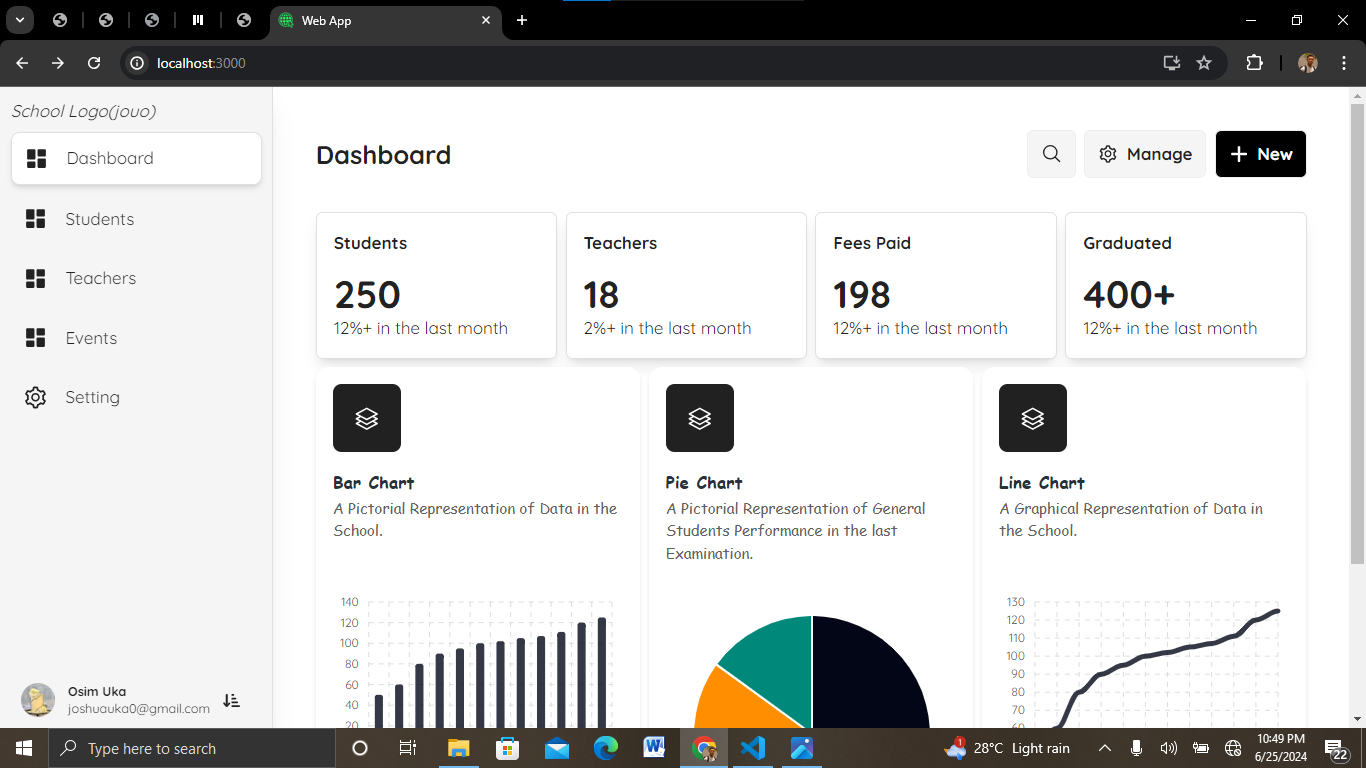 Web App
localhost:3000
School Logo(jouo)
Dashboard
Students
Teachers
Events
Setting
Osim Uka
joshuauka0@gmail.com
Dashboard
Manage
New
Students
250
12%+ in the last month
Teachers
18
2%+ in the last month
Fees Paid
198
12%+ in the last month
Graduated
400+
12%+ in the last month
Bar Chart
A Pictorial Representation of Data in the
School.
140
120
100
80
60
40
20
Pie Chart
A Pictorial Representation of General
Students Performance in the last
Examination.
Line Chart
A Graphical Representation of Data in
the School.
130
120
110
100
90
80
70
60
Type here to search
1
28°C Light rain
10:49 PM
6/25/2024
22